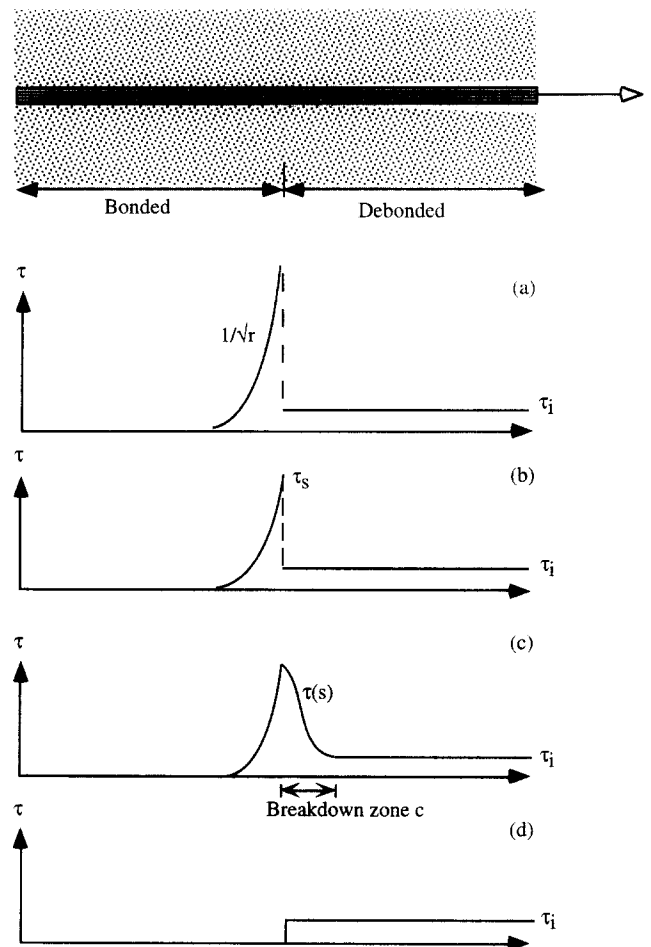 Bonded
Debonded
τ
(a)
1/√r
τi
τ
(b)
τs
τi
τ
(c)
τ(s)
τi
Breakdown zone c
τ
(d)
τi